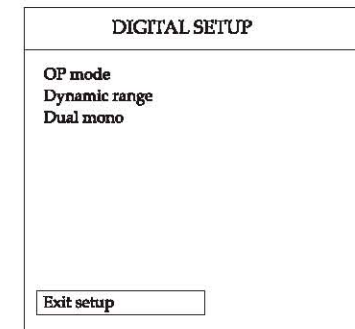 DIGITAL SETUP
OP mode
Dynamic range
Dual mono
Exit setup